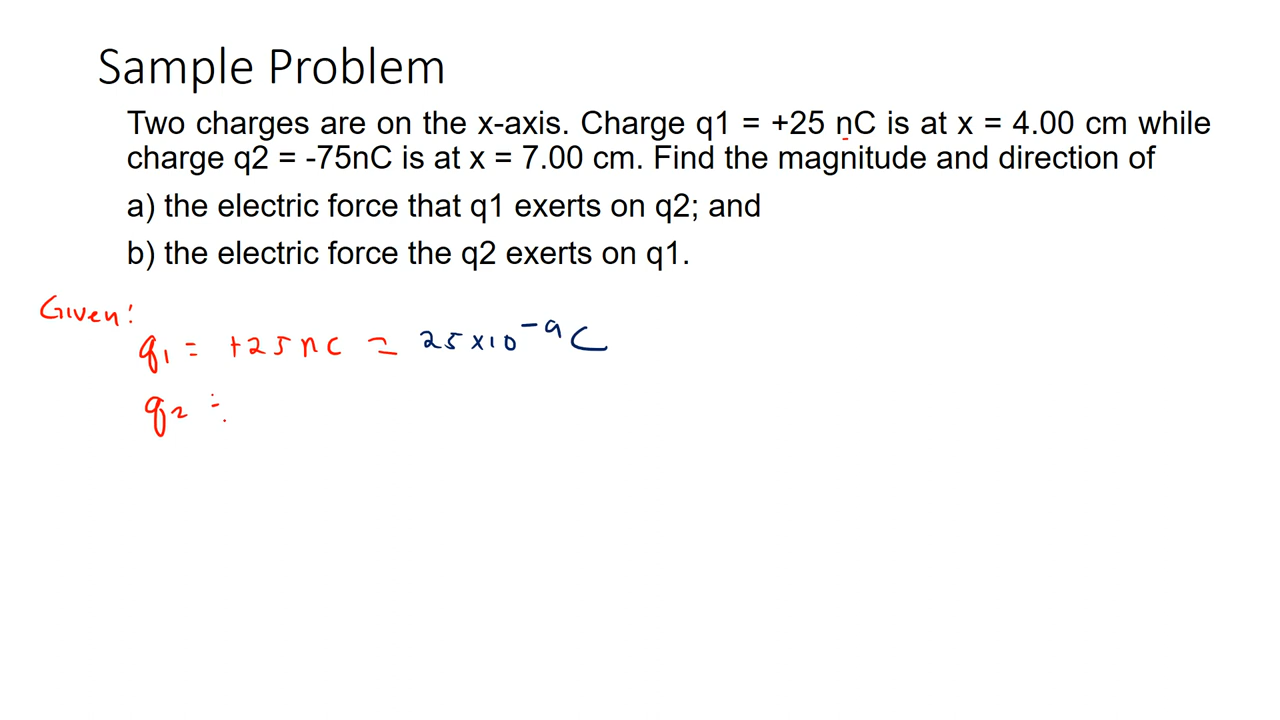 Sample Problem
Two charges are on the x-axis. Charge q1 = +25 nC is at x = 4.00 cm while
charge q2 = -75nC is at x = 7.00 cm. Find the magnitude and direction of
a) the electric force that q1 exerts on q2; and
b) the electric force the q2 exerts on q1.
Given:
q₁ = +25 nC = 25 x 10⁻⁹ C
q₂ =